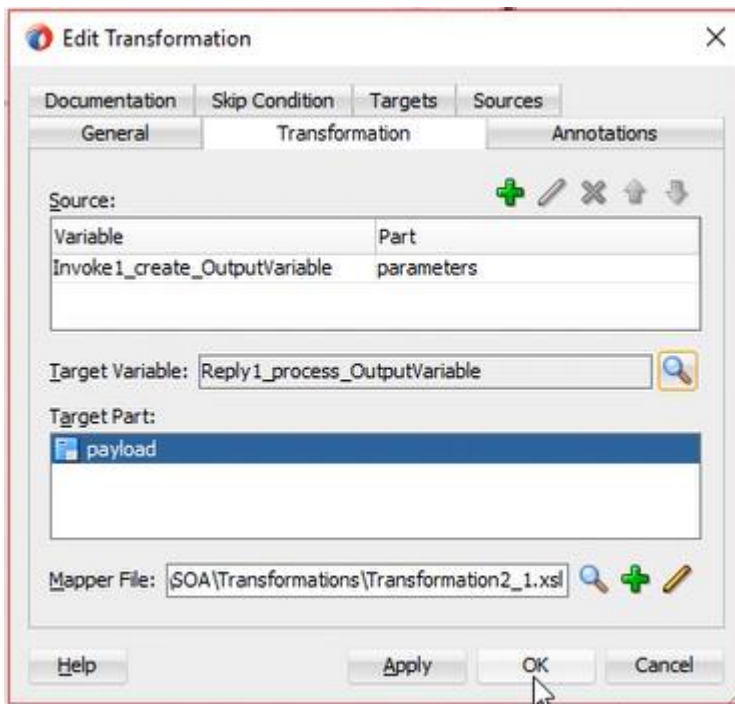 Edit Transformation
Documentation Skip Condition Targets Sources
General Transformation Annotations
Source:
Variable Part
Invoke1_create_OutputVariable parameters
Target Variable: Reply1_process_OutputVariable
Target Part:
payload
Mapper File: SOA\Transformations\Transformation2_1.xsl
Help Apply OK Cancel